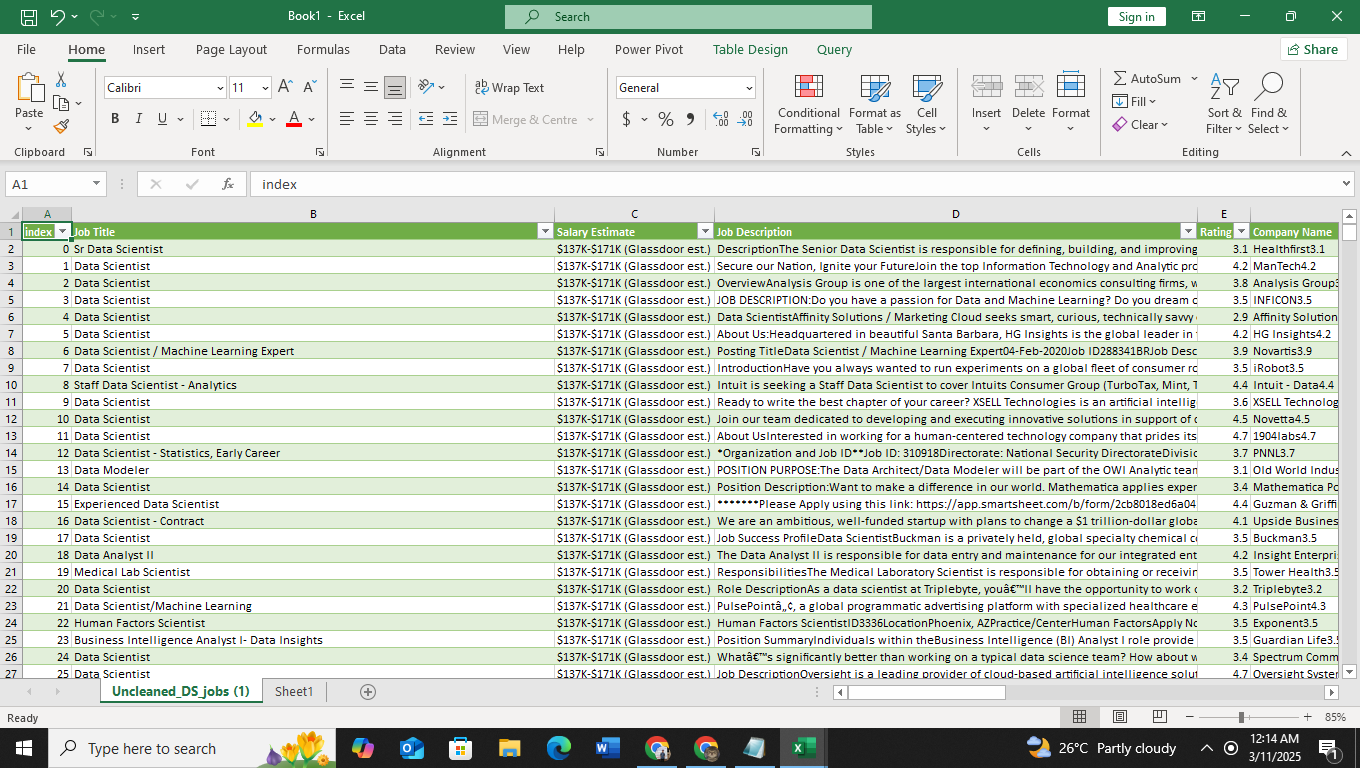 Book1 - Excel
Search
Sign in
File Home Insert Page Layout Formulas Data Review View Help Power Pivot Table Design Query Share
Calibri 11 Wrap Text General AutoSum
Paste Conditional Formatting Format as Table Cell Styles Insert Delete Format Fill Sort & Filter Find & Select
B I U Merge & Centre $ % Clear
Clipboard Font Alignment Number Styles Cells Editing
A1 fx index
A B C D E
1 index Job Title Salary Estimate Job Description Rating Company Name
2 0 Sr Data Scientist $137K-$171K (Glassdoor est.) DescriptionThe Senior Data Scientist is responsible for defining, building, and improving 3.1 Healthfirst3.1
3 1 Data Scientist $137K-$171K (Glassdoor est.) Secure our Nation, Ignite your FutureJoin the top Information Technology and Analytic pro 4.2 ManTech4.2
4 2 Data Scientist $137K-$171K (Glassdoor est.) OverviewAnalysis Group is one of the largest international economics consulting firms, w 3.8 Analysis Group3
5 3 Data Scientist $137K-$171K (Glassdoor est.) JOB DESCRIPTION:Do you have a passion for Data and Machine Learning? Do you dream o 3.5 INFICON3.5
6 4 Data Scientist $137K-$171K (Glassdoor est.) Data ScientistAffinity Solutions / Marketing Cloud seeks smart, curious, technically savvy 2.9 Affinity Solution
7 5 Data Scientist $137K-$171K (Glassdoor est.) About Us:Headquartered in beautiful Santa Barbara, HG Insights is the global leader in 4.2 HG Insights4.2
8 6 Data Scientist / Machine Learning Expert $137K-$171K (Glassdoor est.) Posting TitleData Scientist / Machine Learning Expert04-Feb-2020Job ID288341BRJob Desc 3.9 Novartis3.9
9 7 Data Scientist $137K-$171K (Glassdoor est.) IntroductionHave you always wanted to run experiments on a global fleet of consumer ro 3.5 iRobot3.5
10 8 Staff Data Scientist - Analytics $137K-$171K (Glassdoor est.) Intuit is seeking a Staff Data Scientist to cover Intuits Consumer Group (TurboTax, Mint, T 4.4 Intuit - Data4.4
11 9 Data Scientist $137K-$171K (Glassdoor est.) Ready to write the best chapter of your career? XSELL Technologies is an artificial intellig 3.6 XSELL Technolog
12 10 Data Scientist $137K-$171K (Glassdoor est.) Join our team dedicated to developing and executing innovative solutions in support of c 4.5 Novetta4.5
13 11 Data Scientist $137K-$171K (Glassdoor est.) About UsInterested in working for a human-centered technology company that prides its 4.7 1904labs4.7
14 12 Data Scientist - Statistics, Early Career $137K-$171K (Glassdoor est.) *Organization and Job ID**Job ID: 310918Directorate: National Security DirectorateDivisio 3.7 PNNL3.7
15 13 Data Modeler $137K-$171K (Glassdoor est.) POSITION PURPOSE:The Data Architect/Data Modeler will be part of the OWI Analytic team 3.1 Old World Indus
16 14 Data Scientist $137K-$171K (Glassdoor est.) Position Description:Want to make a difference in our world. Mathematica applies exper 3.4 Mathematica Po
17 15 Experienced Data Scientist $137K-$171K (Glassdoor est.) *******Please Apply using this link: https://app.smartsheet.com/b/form/2cb8018ed6a04 4.4 Guzman & Griffi
18 16 Data Scientist - Contract $137K-$171K (Glassdoor est.) We are an ambitious, well-funded startup with plans to change a $1 trillion-dollar globa 4.1 Upside Busines
19 17 Data Scientist $137K-$171K (Glassdoor est.) Job Success ProfileData ScientistBuckman is a privately held, global specialty chemical co 3.5 Buckman3.5
20 18 Data Analyst II $137K-$171K (Glassdoor est.) The Data Analyst II is responsible for data entry and maintenance for our integrated ent 4.2 Insight Enterpri
21 19 Medical Lab Scientist $137K-$171K (Glassdoor est.) ResponsibilitiesThe Medical Laboratory Scientist is responsible for obtaining or receivin 3.5 Tower Health3.5
22 20 Data Scientist $137K-$171K (Glassdoor est.) Role DescriptionAs a data scientist at Triplebyte, youâ€™ll have the opportunity to work 3.2 Triplebyte3.2
23 21 Data Scientist/Machine Learning $137K-$171K (Glassdoor est.) PulsePointâ„¢, a global programmatic advertising platform with specialized healthcare e 4.3 PulsePoint4.3
24 22 Human Factors Scientist $137K-$171K (Glassdoor est.) Human Factors ScientistID3336LocationPhoenix, AZPractice/CenterHuman FactorsApply No 3.5 Exponent3.5
25 23 Business Intelligence Analyst I- Data Insights $137K-$171K (Glassdoor est.) Position SummaryIndividuals within theBusiness Intelligence (BI) Analyst I role provide 3.5 Guardian Life3.5
26 24 Data Scientist $137K-$171K (Glassdoor est.) Whatâ€™s significantly better than working on a typical data science team? How about w 3.4 Spectrum Comm
27 25 Data Scientist $137K-$171K (Glassdoor est.) Job DescriptionOversight is a leading provider of cloud-based artificial intelligence solut 4.7 Oversight System
Uncleaned_DS_jobs (1) Sheet1
Ready 85%
Type here to search 26°C Partly cloudy 12:14 AM
3/11/2025 1